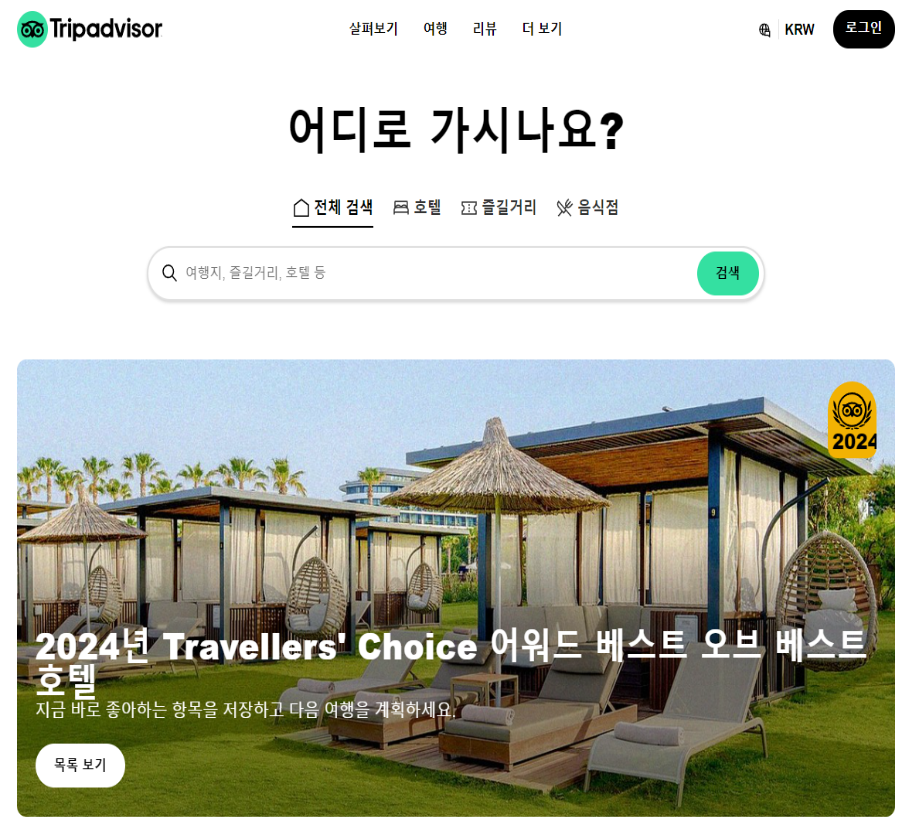 Tripadvisor
살펴보기 여행 리뷰 더 보기
KRW
로그인
어디로 가시나요?
전체 검색 호텔 즐길거리 음식점
여행지, 즐길거리, 호텔 등
검색
2024
9
2024년 Travellers' Choice 어워드 베스트 오브 베스트
호텔
지금 바로 좋아하는 항목을 저장하고 다음 여행을 계획하세요.
목록 보기